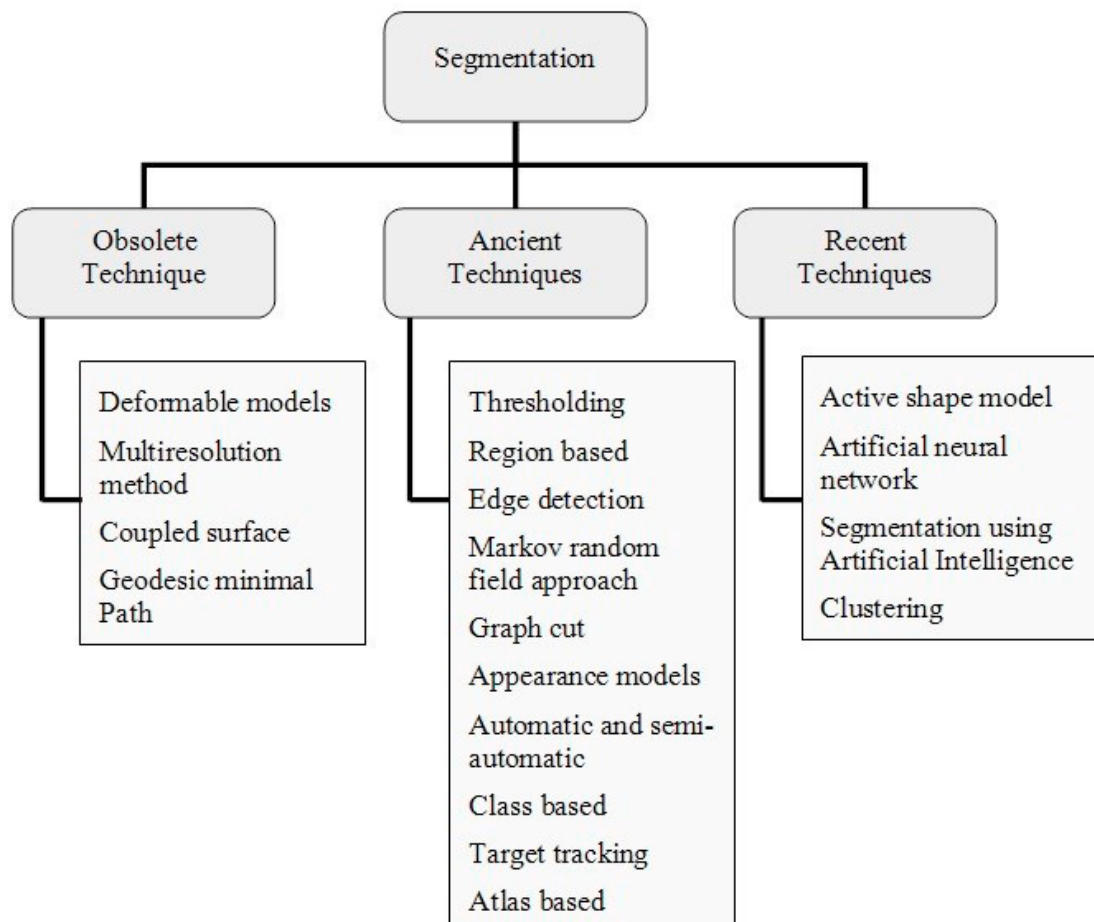 Segmentation
Obsolete
Technique
Ancient
Techniques
Recent
Techniques
Deformable models
Multiresolution
method
Coupled surface
Geodesic minimal
Path
Thresholding
Region based
Edge detection
Markov random
field approach
Graph cut
Appearance models
Automatic and semi-
automatic
Class based
Target tracking
Atlas based
Active shape model
Artificial neural
network
Segmentation using
Artificial Intelligence
Clustering